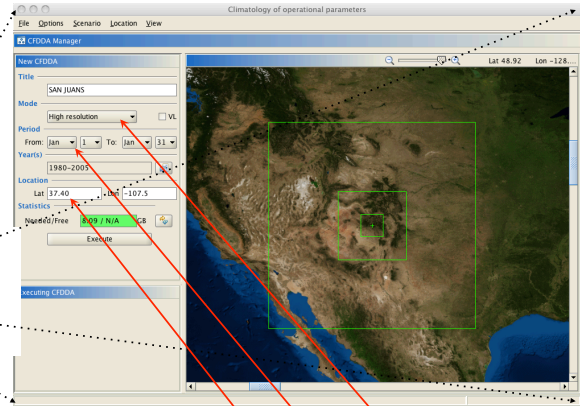 Climatology of operational parameters
File Options Scenario Location View
CFDDA Manager
New CFDDA
Lat 48.92 Lon -128....
Title
SAN JUANS
Mode
High resolution VL
Period
From: Jan 1 To: Jan 31
Year(s)
1980-2005
Location
Lat 37.40 Lon -107.5
Statistics
Needed/Free 8.09 / N/A GB
Execute
Executing CFDDA